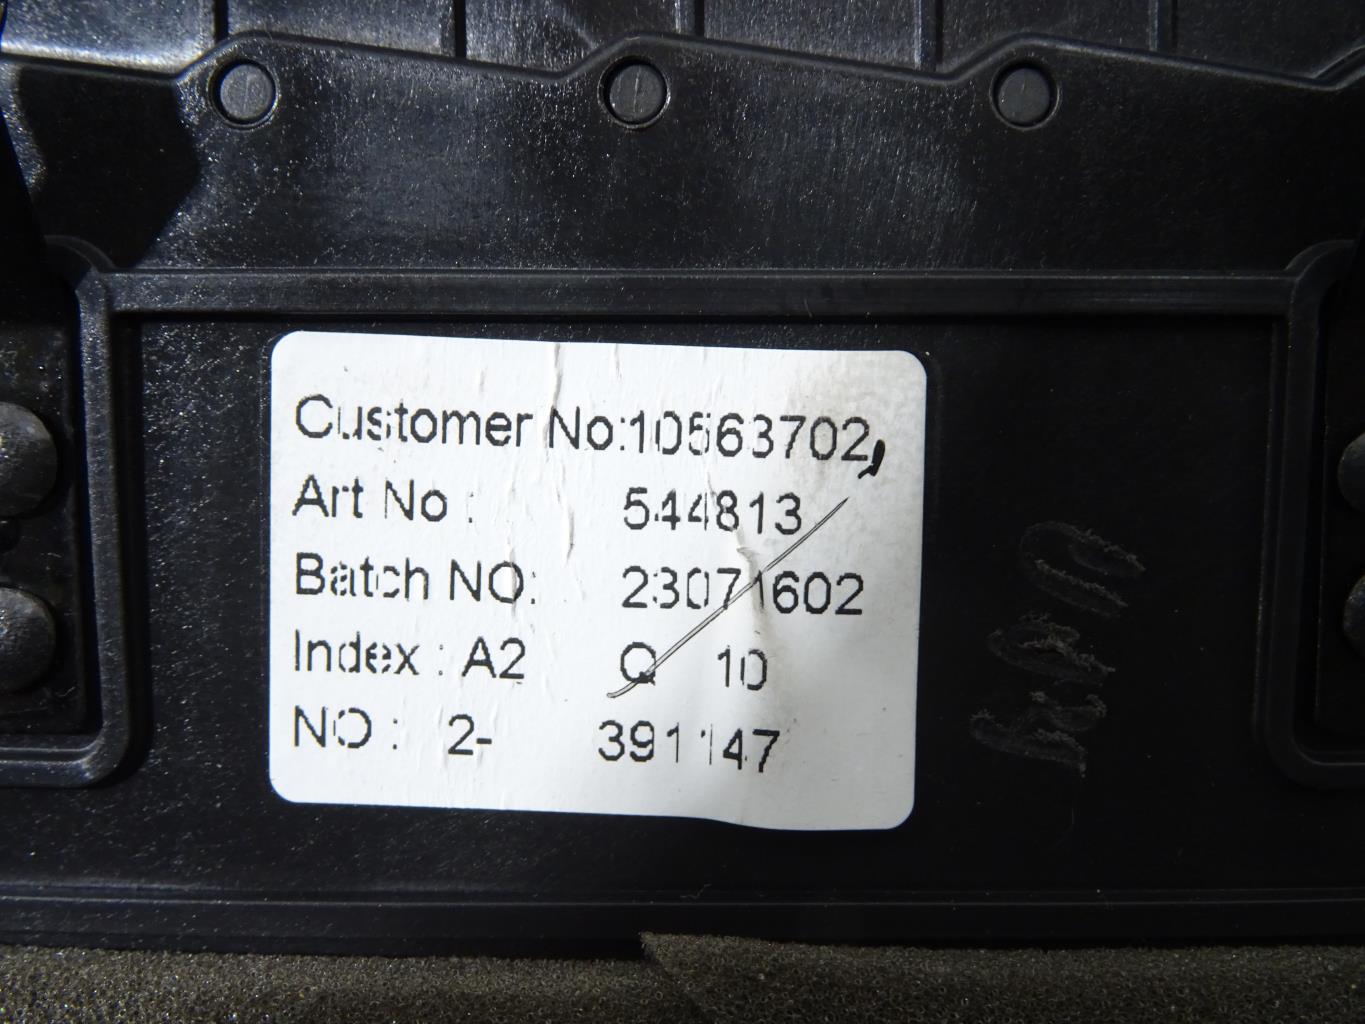 Customer No:10563702
Art No : 544813
Batch NO: 23071602
Index : A2 Q 10
NO : 2- 391147